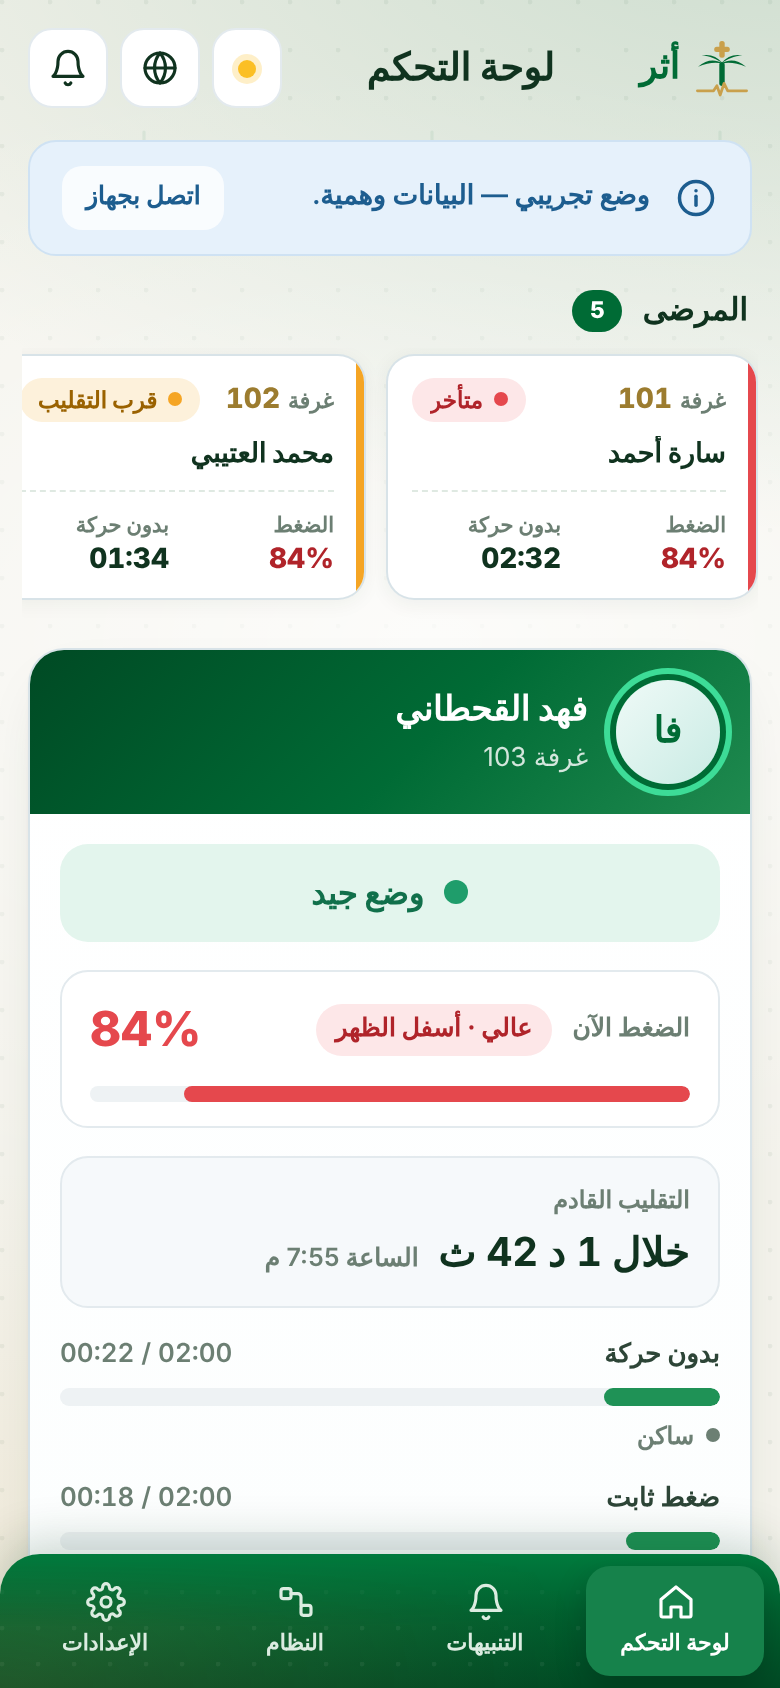 أثر
لوحة التحكم
وضع تجريبي — البيانات وهمية.
اتصل بجهاز
المرضى 5
غرفة 101 متأخر
سارة أحمد
الضغط بدون حركة
84% 02:32
غرفة 102 قرب التقليب
محمد العتيبي
الضغط بدون حركة
84% 01:34
فا
فهد القحطاني
غرفة 103
وضع جيد
الضغط الآن عالي · أسفل الظهر 84%
التقليب القادم
خلال 1 د 42 ث الساعة 7:55 م
بدون حركة 00:22 / 02:00
ساكن
ضغط ثابت 00:18 / 02:00
لوحة التحكم التنبيهات النظام الإعدادات